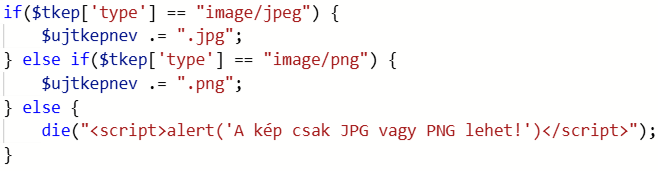 if($tkep['type'] == "image/jpeg") {
    $ujtkepnev .= ".jpg";
} else if($tkep['type'] == "image/png") {
    $ujtkepnev .= ".png";
} else {
    die("<script>alert('A kép csak JPG vagy PNG lehet!')</script>");
}